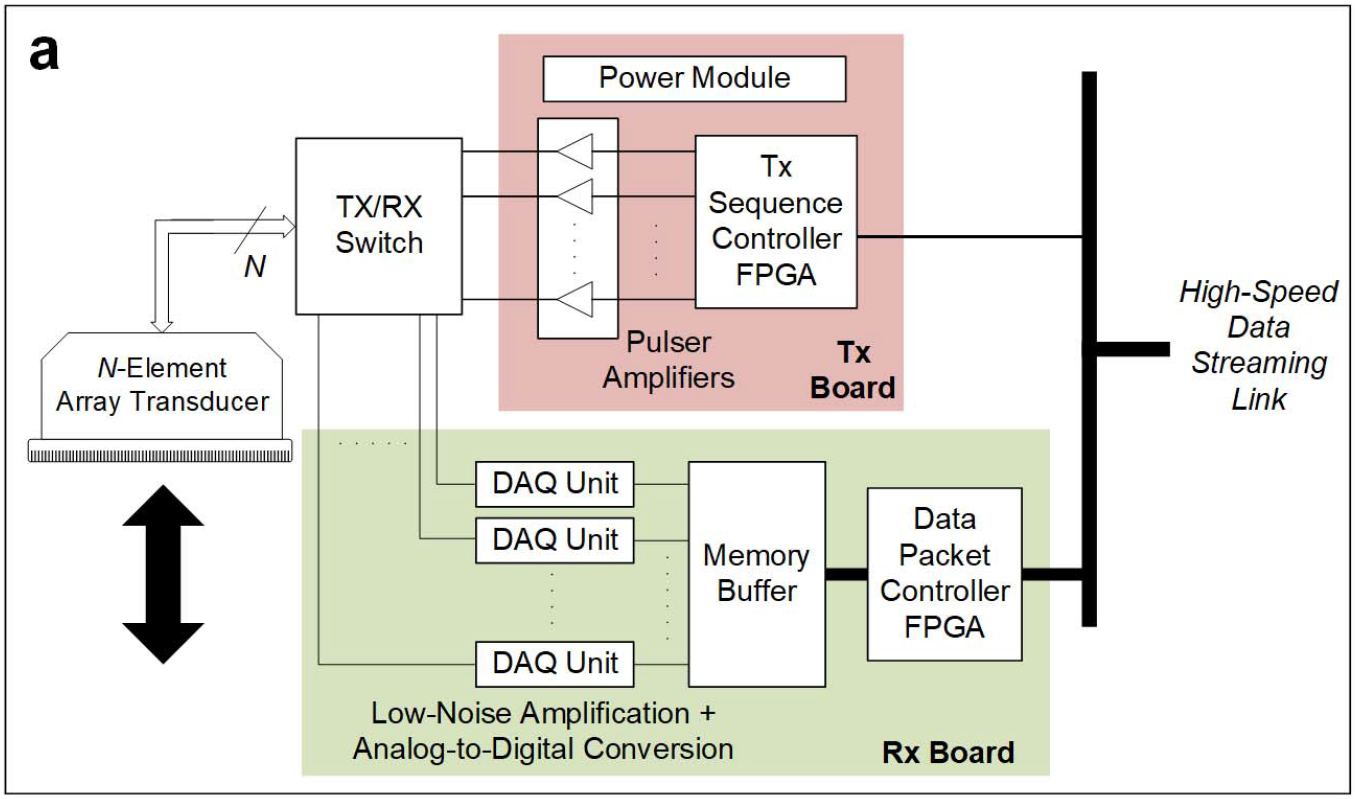 a
Power Module
TX/RX
Switch
Tx
Sequence
Controller
FPGA
N
Pulser
Amplifiers
Tx
Board
N-Element
Array Transducer
High-Speed
Data
Streaming
Link
DAQ Unit
DAQ Unit
DAQ Unit
Memory
Buffer
Data
Packet
Controller
FPGA
Low-Noise Amplification +
Analog-to-Digital Conversion
Rx Board